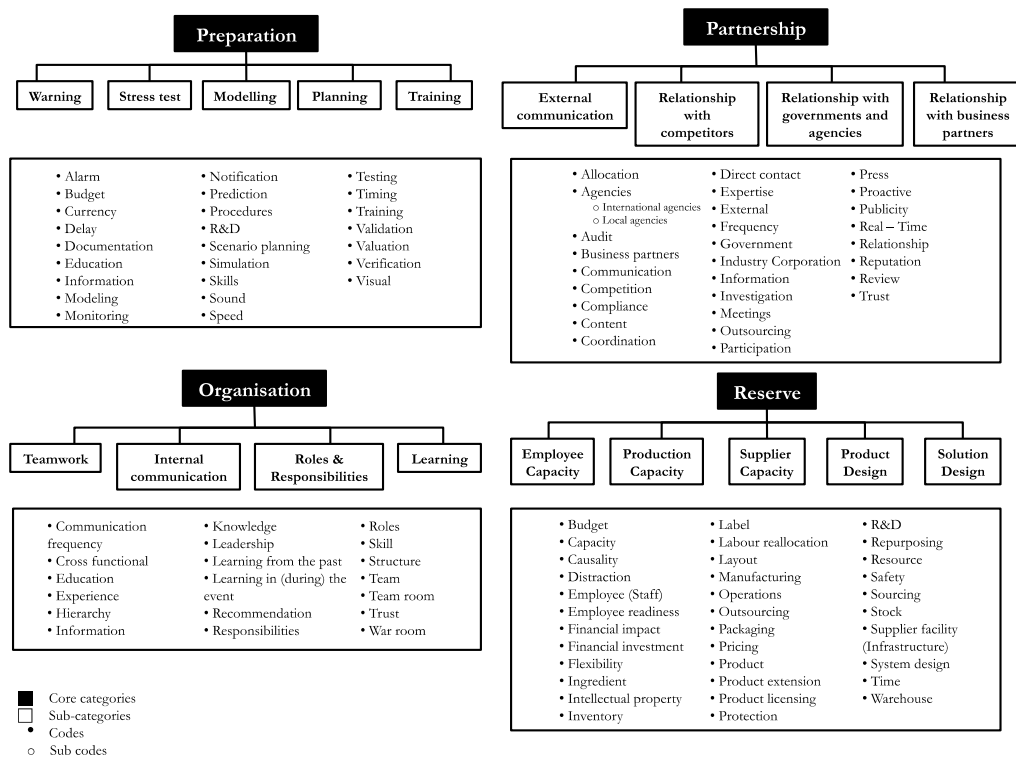 Preparation
Warning
Stress test
Modelling
Planning
Training
• Alarm
• Budget
• Currency
• Delay
• Documentation
• Education
• Information
• Modeling
• Monitoring
• Notification
• Prediction
• Procedures
• R&D
• Scenario planning
• Simulation
• Skills
• Sound
• Speed
• Testing
• Timing
• Training
• Validation
• Valuation
• Verification
• Visual
Partnership
External
communication
Relationship
with
competitors
Relationship with
governments and
agencies
Relationship
with business
partners
• Allocation
• Agencies
o International agencies
o Local agencies
• Audit
• Business partners
• Communication
• Competition
• Compliance
• Content
• Coordination
• Direct contact
• Expertise
• External
• Frequency
• Government
• Industry Corporation
• Information
• Investigation
• Meetings
• Outsourcing
• Participation
• Press
• Proactive
• Publicity
• Real – Time
• Relationship
• Reputation
• Review
• Trust
Organisation
Teamwork
Internal
communication
Roles &
Responsibilities
Learning
• Communication
frequency
• Cross functional
• Education
• Experience
• Hierarchy
• Information
• Knowledge
• Leadership
• Learning from the past
• Learning in (during) the
event
• Recommendation
• Responsibilities
• Roles
• Skill
• Structure
• Team
• Team room
• Trust
• War room
Reserve
Employee
Capacity
Production
Capacity
Supplier
Capacity
Product
Design
Solution
Design
• Budget
• Capacity
• Causality
• Distraction
• Employee (Staff)
• Employee readiness
• Financial impact
• Financial investment
• Flexibility
• Ingredient
• Intellectual property
• Inventory
• Label
• Labour reallocation
• Layout
• Manufacturing
• Operations
• Outsourcing
• Packaging
• Pricing
• Product
• Product extension
• Product licensing
• Protection
• R&D
• Repurposing
• Resource
• Safety
• Sourcing
• Stock
• Supplier facility
(Infrastructure)
• System design
• Time
• Warehouse
Core categories
Sub-categories
• Codes
o Sub codes